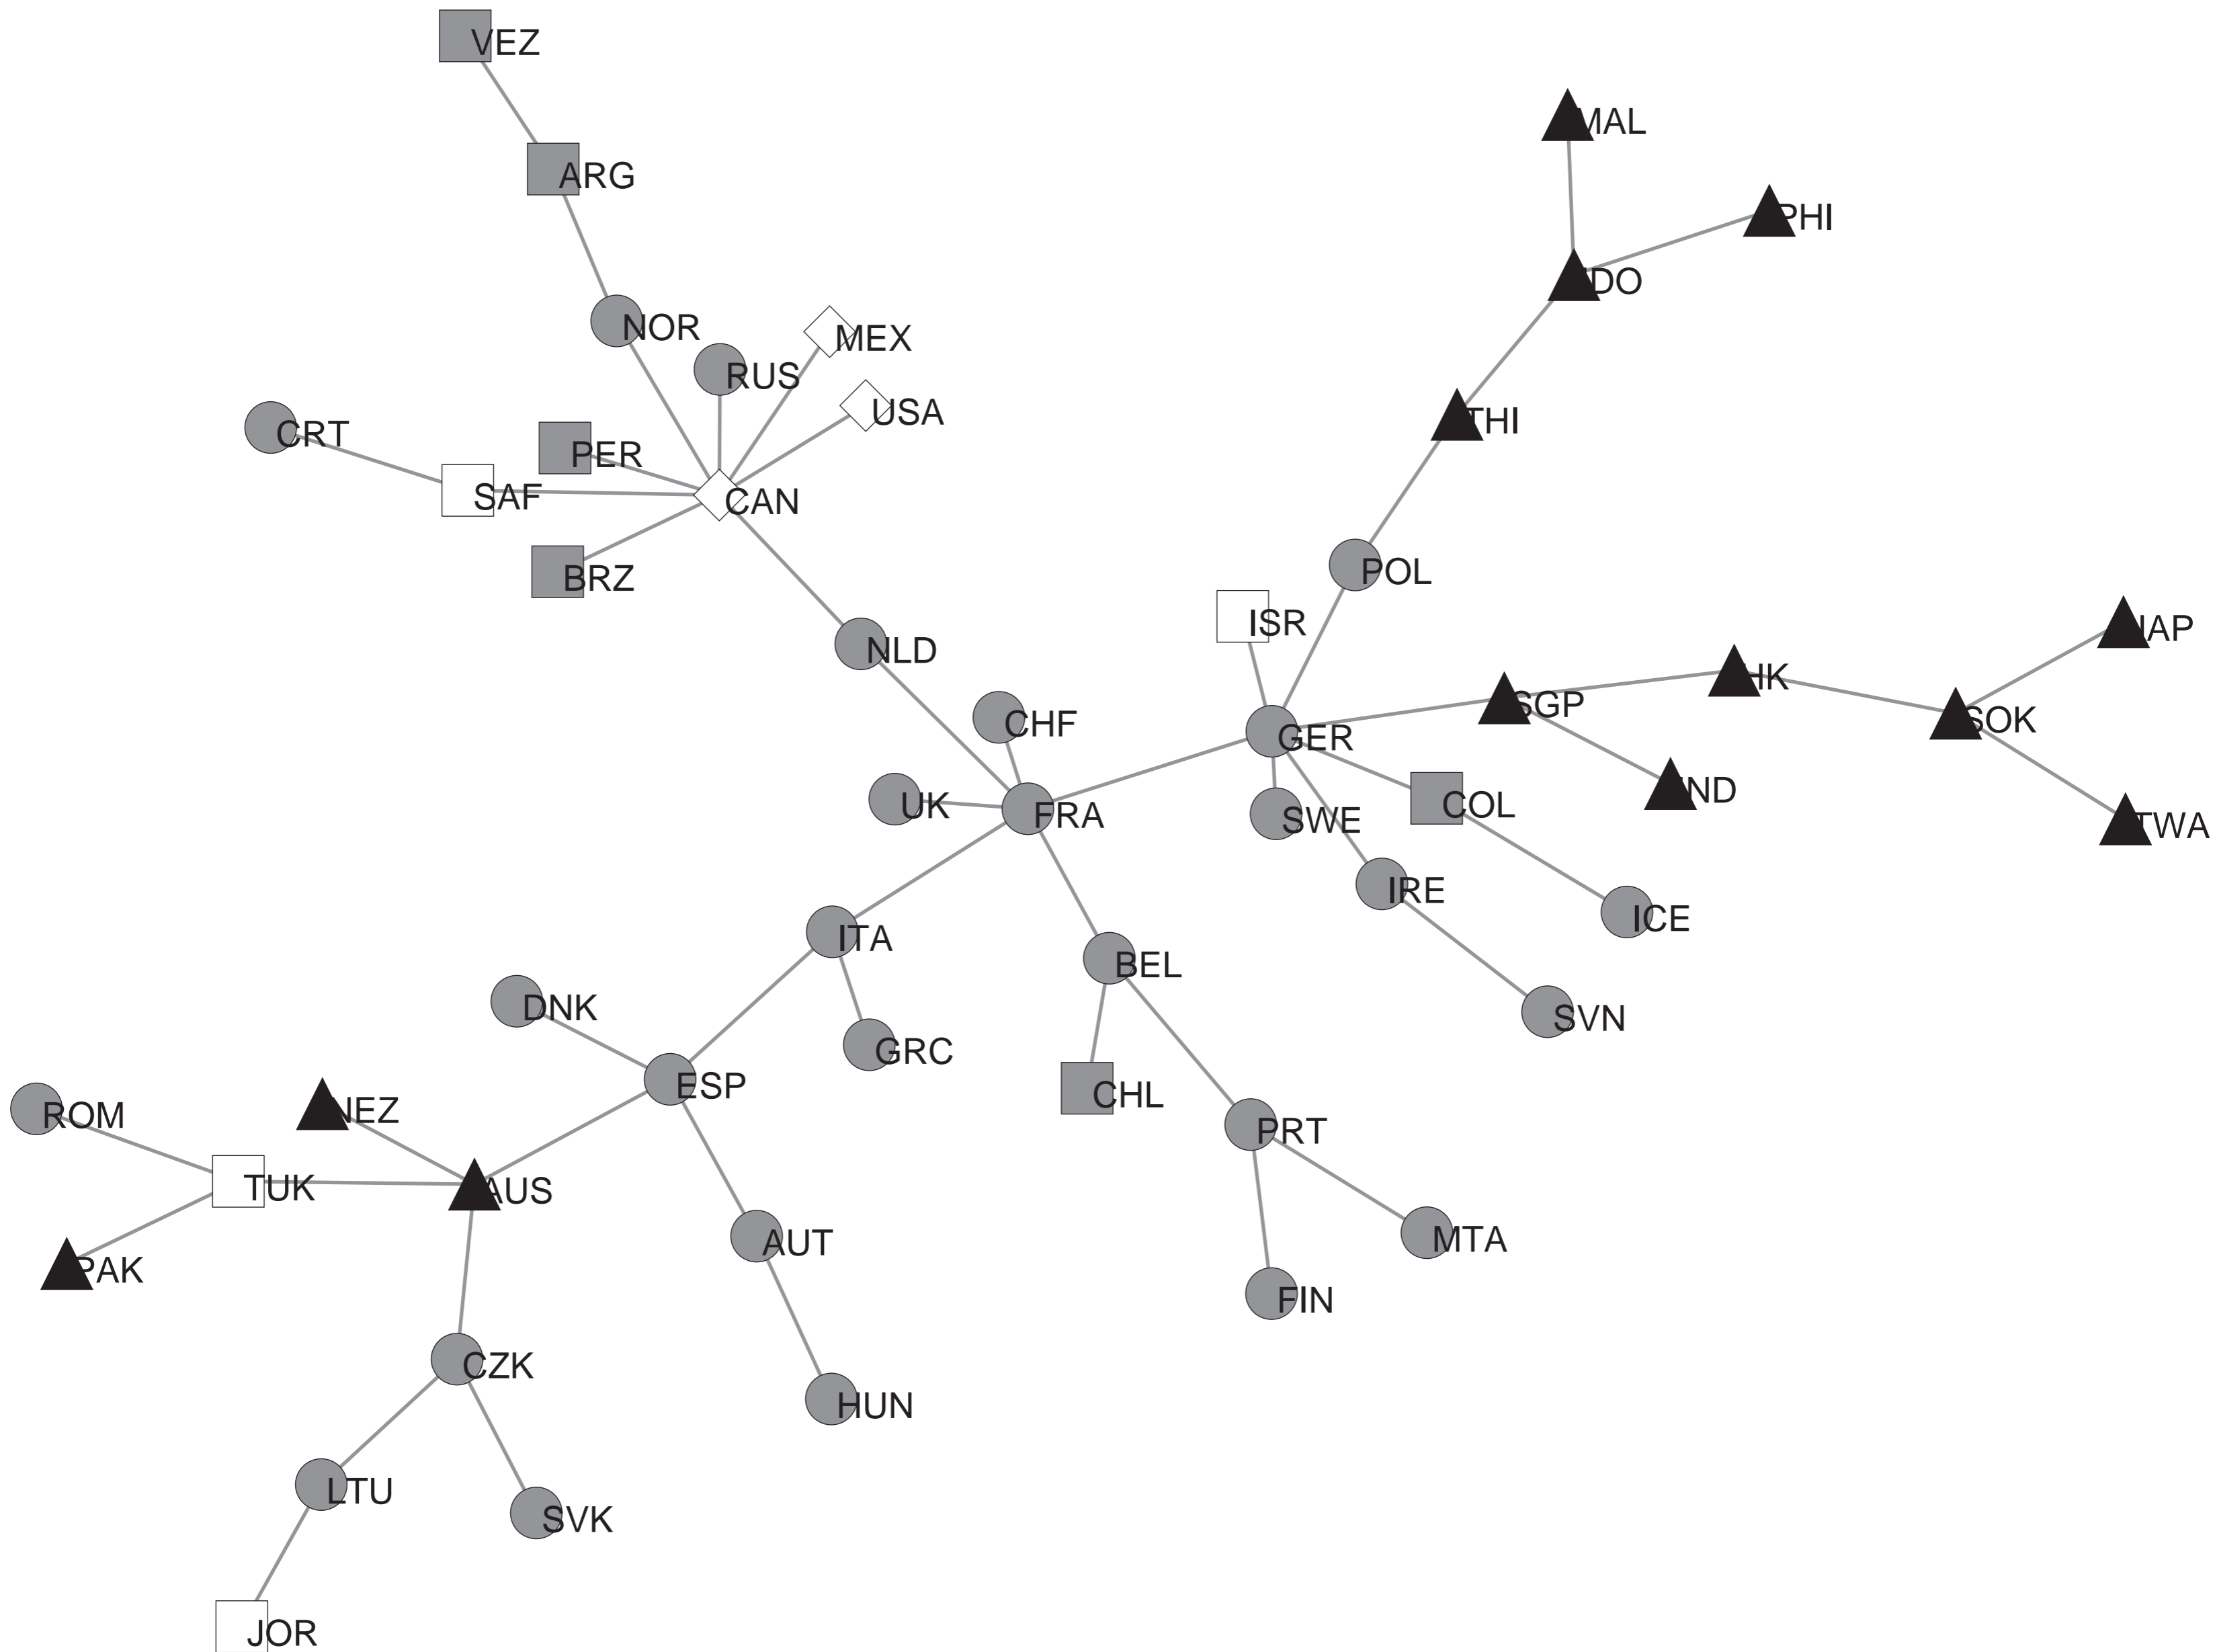 VEZ
MAL
ARG
PHI
DO
NOR
MEX
RUS
USA
THI
CRT
PER
SAF
CAN
POL
BRZ
ISR
NLD
JAP
HK
SGP
CHF
SOK
GER
IND
UK
FRA
COL
SWE
TWA
IRE
ICE
ITA
BEL
DNK
SVN
GRC
ESP
CHL
NEZ
ROM
PRT
TUK
AUS
AUT
MTA
PAK
FIN
CZK
HUN
LTU
SVK
JOR